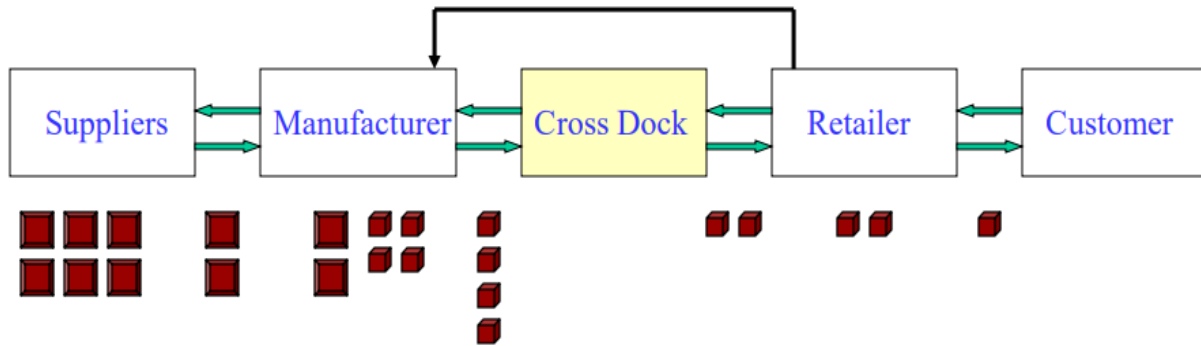 Suppliers
Manufacturer
Cross Dock
Retailer
Customer